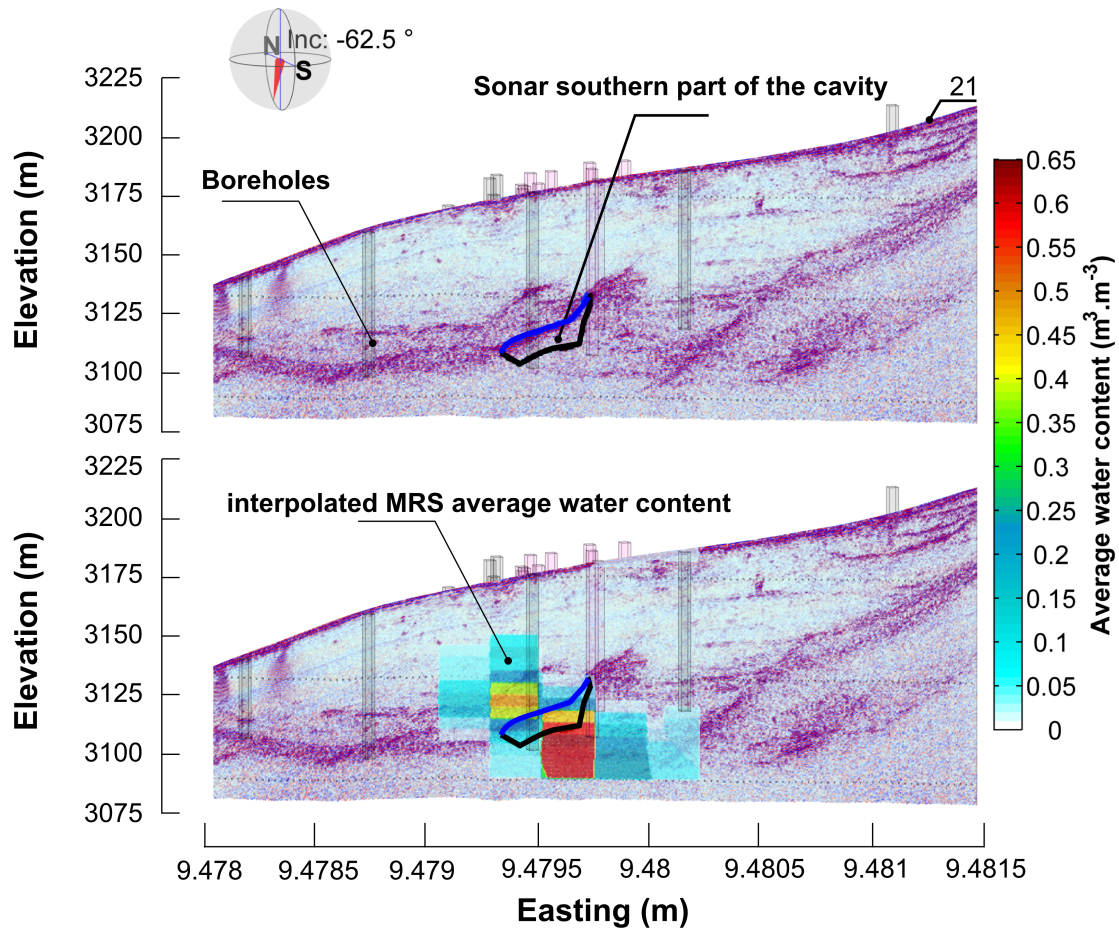 N Inc: -62.5 °
S
Sonar southern part of the cavity
21
Boreholes
Elevation (m)
3225
3200
3175
3150
3125
3100
3075
interpolated MRS average water content
Elevation (m)
3225
3200
3175
3150
3125
3100
3075
0.65
0.6
0.55
0.5
0.45
0.4
0.35
0.3
0.25
0.2
0.15
0.1
0.05
0
Average water content (m³.m⁻³)
9.478 9.4785 9.479 9.4795 9.48 9.4805 9.481 9.4815
Easting (m)